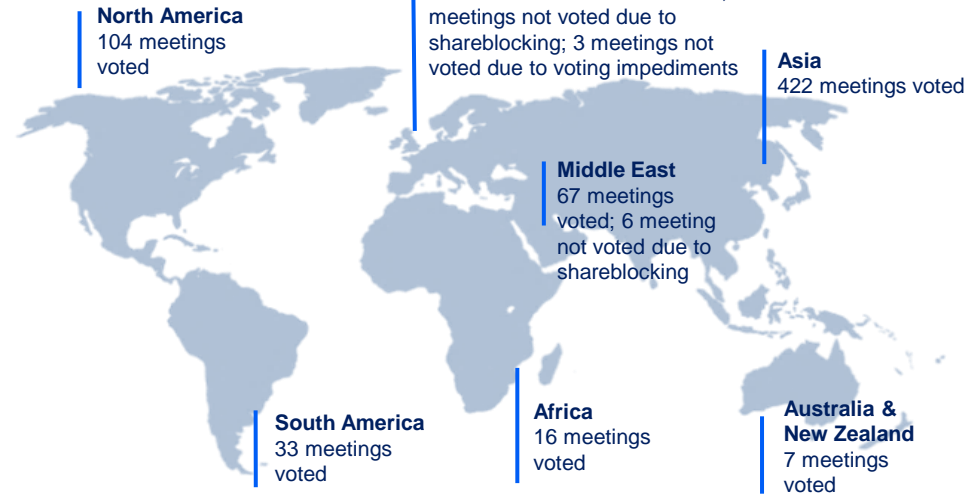 North America
104 meetings
voted
meetings not voted due to
shareblocking; 3 meetings not
voted due to voting impediments
Asia
422 meetings voted
Middle East
67 meetings
voted; 6 meeting
not voted due to
shareblocking
South America
33 meetings
voted
Africa
16 meetings
voted
Australia &
New Zealand
7 meetings
voted